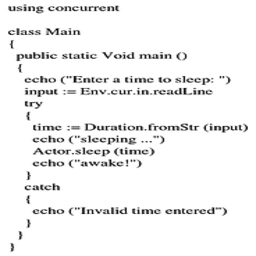 using concurrent
class Main
{
public static Void main ()
{
echo ("Enter a time to sleep: ")
input := Env.cur.in.readLine
try
{
time := Duration.fromStr (input)
echo ("sleeping ...")
Actor.sleep (time)
echo ("awake!")
}
catch
{
echo ("Invalid time entered")
}
}
}